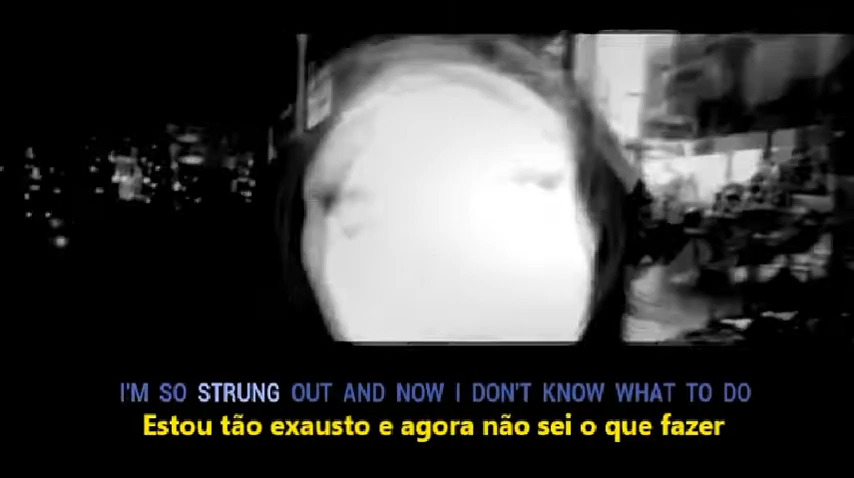 I'M SO STRUNG OUT AND NOW I DON'T KNOW WHAT TO DO
Estou tão exausto e agora não sei o que fazer